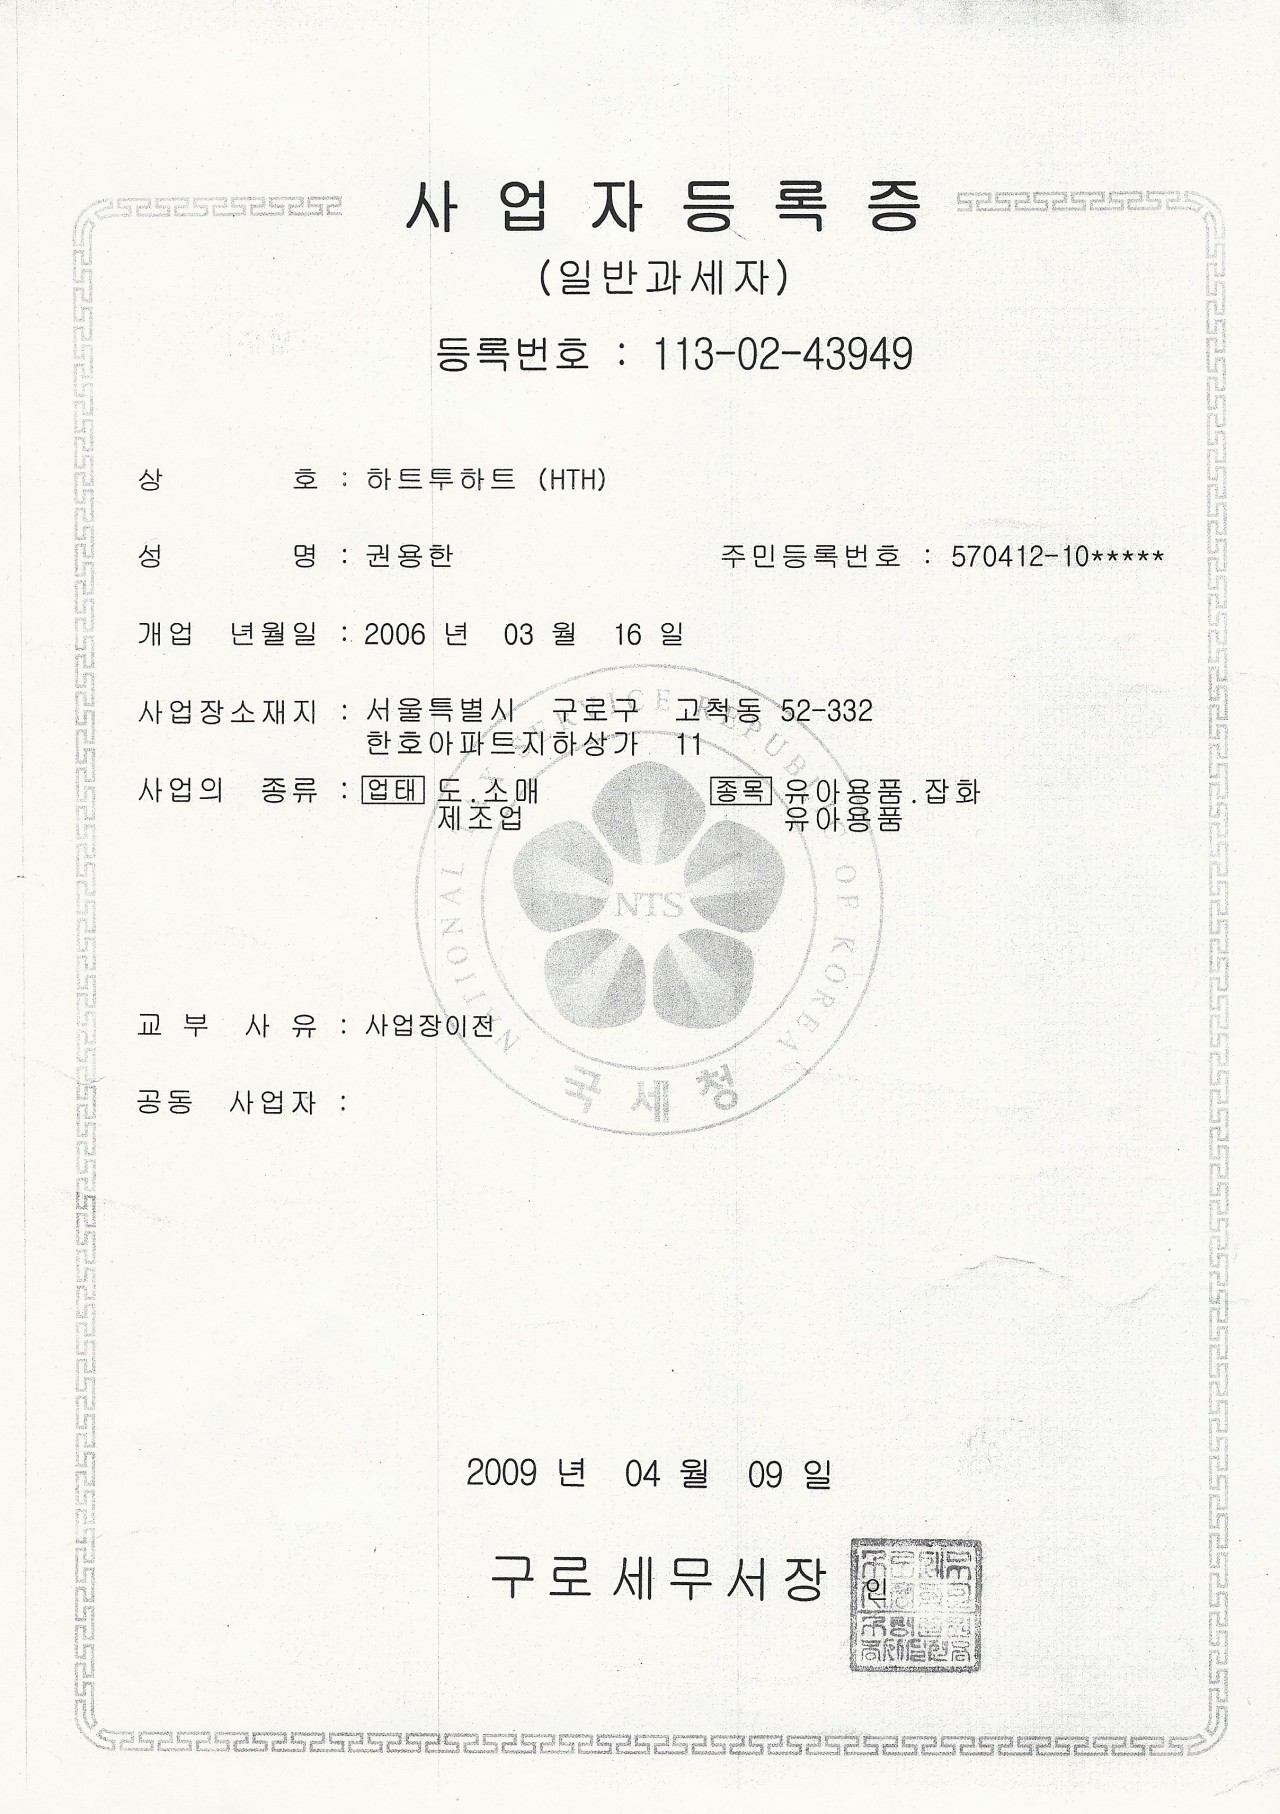 사업자등록증
(일반과세자)
등록번호 : 113-02-43949
상 호 : 하트투하트 (HTH)
성 명 : 권용한 주민등록번호 : 570412-10*****
개업 년월일 : 2006 년 03 월 16 일
사업장소재지 : 서울특별시 구로구 고척동 52-332
한호아파트지하상가 11
사업의 종류 : 업태 도.소매 종목 유아용품.잡화
제조업 유아용품
NTS
NATIONAL TAX SERVICE REPUBLIC OF KOREA
교 부 사 유 : 사업장이전
공동 사업자 :
국세청
2009 년 04 월 09 일
구로세무서장 인